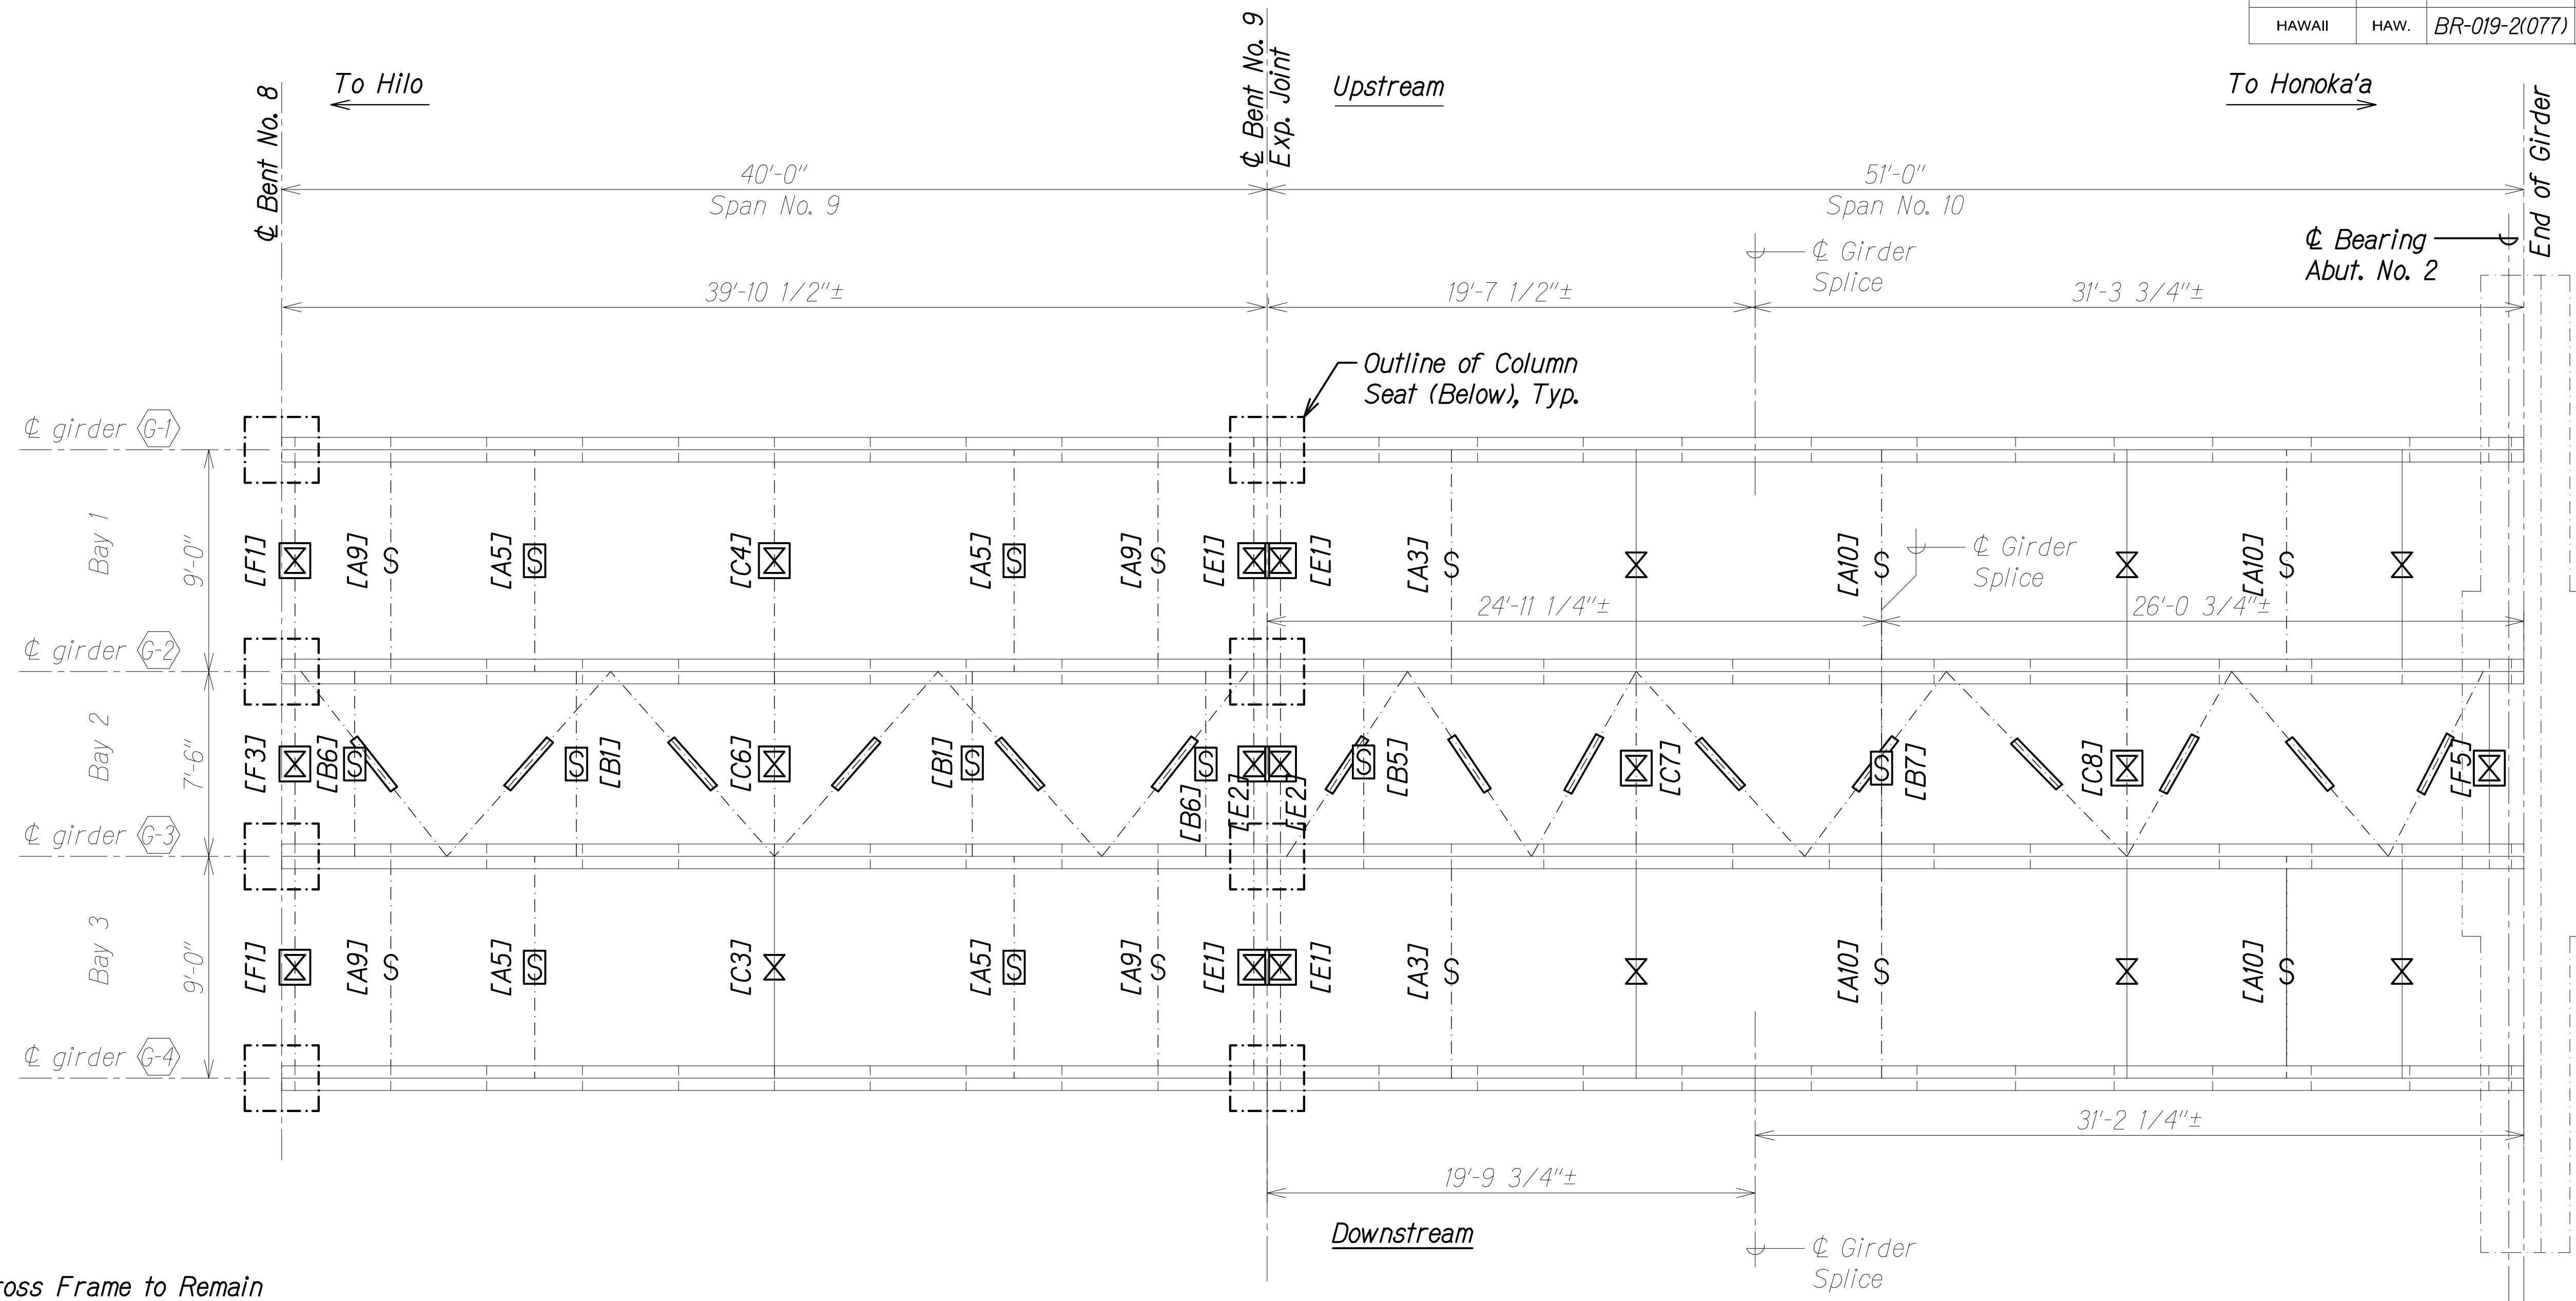 HAWAII HAW. BR-019-2(077)
To Hilo
Upstream
To Honoka'a
℄ Bent No. 8
℄ Bent No. 9
Exp. Joint
End of Girder
40'-0"
Span No. 9
51'-0"
Span No. 10
℄ Bearing
Abut. No. 2
℄ Girder
Splice
39'-10 1/2"±
19'-7 1/2"±
31'-3 3/4"±
Outline of Column
Seat (Below), Typ.
℄ girder G-1
Bay 1
9'-0"
[F1]
[A9] S
[A5] S
[C4]
[A5] S
[A9] S
[E1]
[E1]
[A3] S
[A10] S
[A10] S
℄ Girder
Splice
24'-11 1/4"±
26'-0 3/4"±
℄ girder G-2
Bay 2
7'-6"
[F3]
[B6] S
S [B1]
[C6]
[B1] S
[B6] S
[E2]
[E2]
S [B5]
[C7]
S [B7]
[C8]
[F5]
℄ girder G-3
Bay 3
9'-0"
[F1]
[A9] S
[A5] S
[C3]
[A5] S
[A9] S
[E1]
[E1]
[A3] S
[A10] S
[A10] S
℄ girder G-4
31'-2 1/4"±
19'-9 3/4"±
Downstream
℄ Girder
Splice
ross Frame to Remain